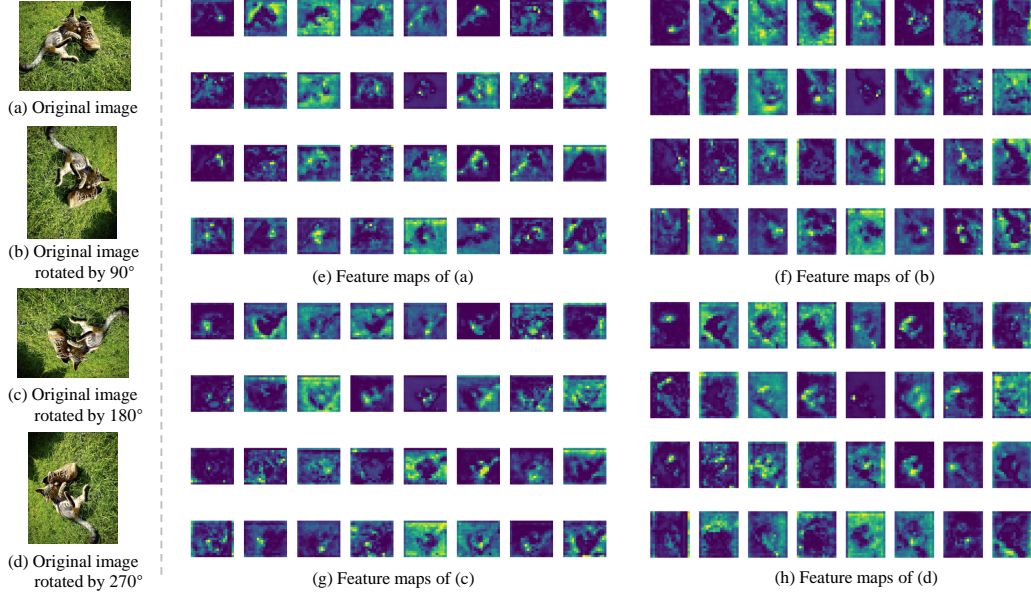 (a) Original image
(b) Original image
rotated by 90°
(c) Original image
rotated by 180°
(d) Original image
rotated by 270°
(e) Feature maps of (a)
(f) Feature maps of (b)
(g) Feature maps of (c)
(h) Feature maps of (d)